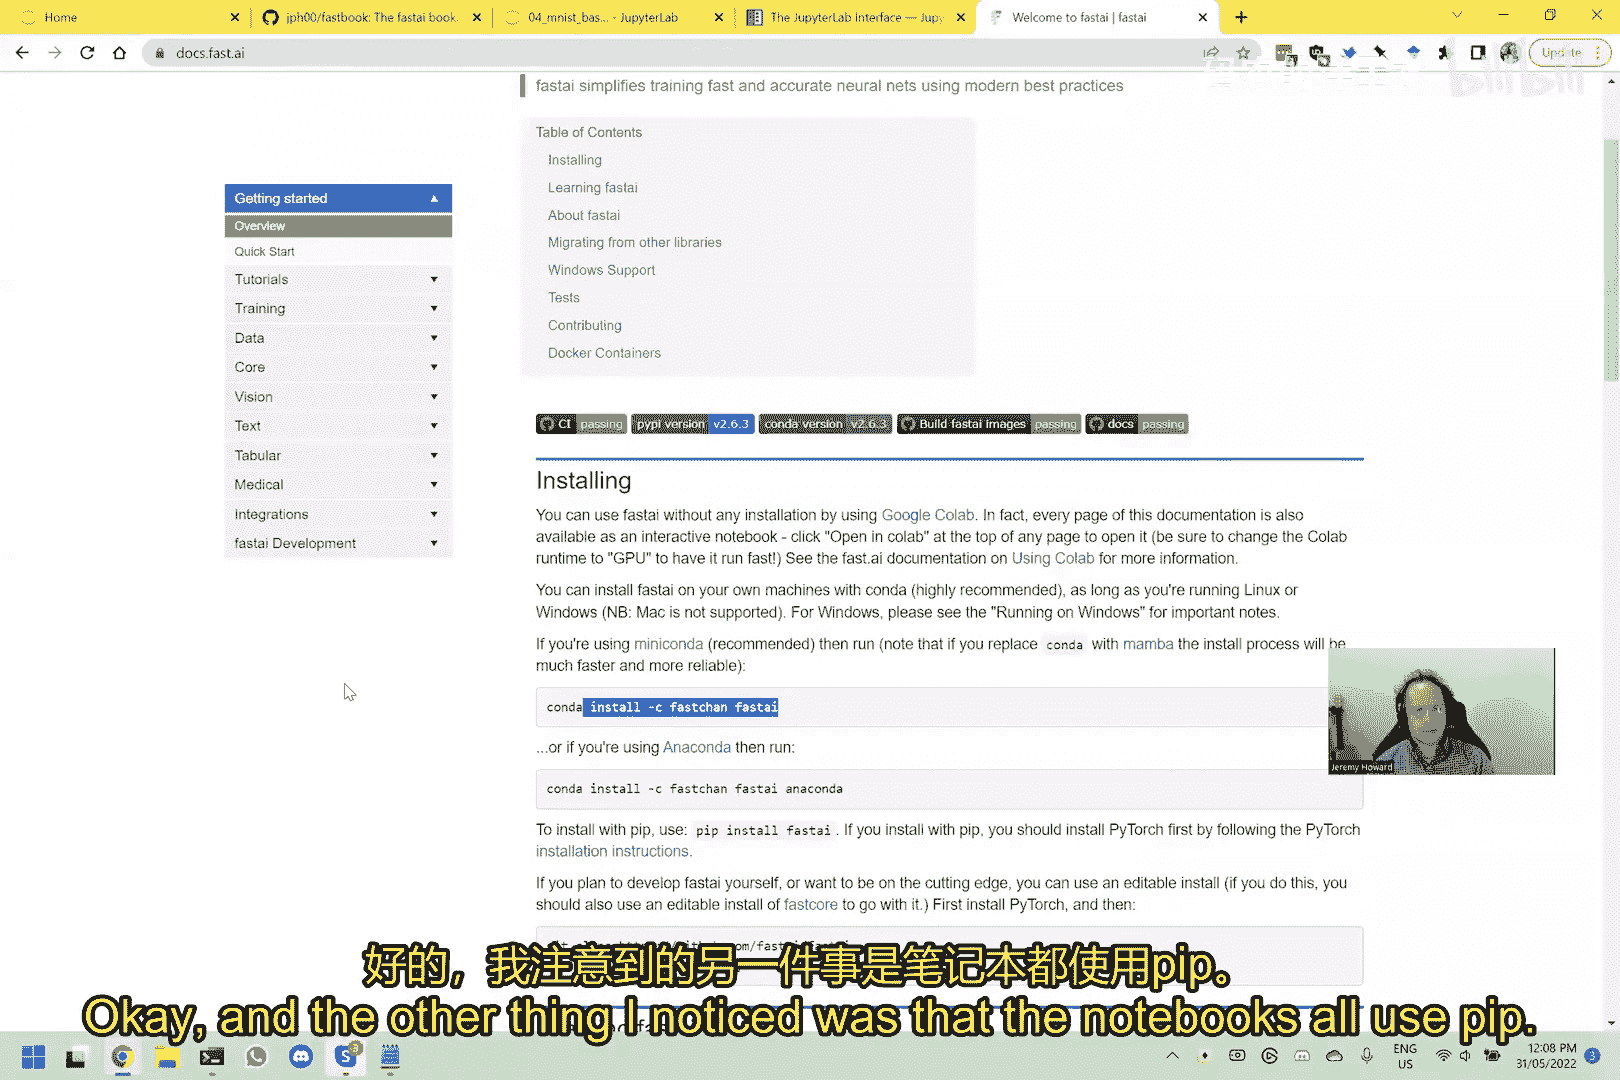 Home
jph00/fastbook: The fastai book.
04_mnist_bas... - JupyterLab
The JupyterLab Interface — Jupy
Welcome to fastai | fastai
docs.fast.ai
Update
bilibili
fastai simplifies training fast and accurate neural nets using modern best practices
Table of Contents
Installing
Learning fastai
About fastai
Migrating from other libraries
Windows Support
Tests
Contributing
Docker Containers
Getting started
Overview
Quick Start
Tutorials
Training
Data
Core
Vision
Text
Tabular
Medical
Integrations
fastai Development
CI passing pypi version v2.6.3 conda version v2.6.3 Build fastai images passing docs passing
Installing
You can use fastai without any installation by using Google Colab. In fact, every page of this documentation is also
available as an interactive notebook - click "Open in colab" at the top of any page to open it (be sure to change the Colab
runtime to "GPU" to have it run fast!) See the fast.ai documentation on Using Colab for more information.
You can install fastai on your own machines with conda (highly recommended), as long as you're running Linux or
Windows (NB: Mac is not supported). For Windows, please see the "Running on Windows" for important notes.
If you're using miniconda (recommended) then run (note that if you replace conda with mamba the install process will be
much faster and more reliable):
conda install -c fastchan fastai
...or if you're using Anaconda then run:
conda install -c fastchan fastai anaconda
To install with pip, use: pip install fastai. If you install with pip, you should install PyTorch first by following the PyTorch
installation instructions.
If you plan to develop fastai yourself, or want to be on the cutting edge, you can use an editable install (if you do this, you
should also use an editable install of fastcore to go with it.) First install PyTorch, and then:
Jeremy Howard
好的，我注意到的另一件事是笔记本都使用pip。
Okay, and the other thing I noticed was that the notebooks all use pip.
ENG
US
12:08 PM
31/05/2022
3